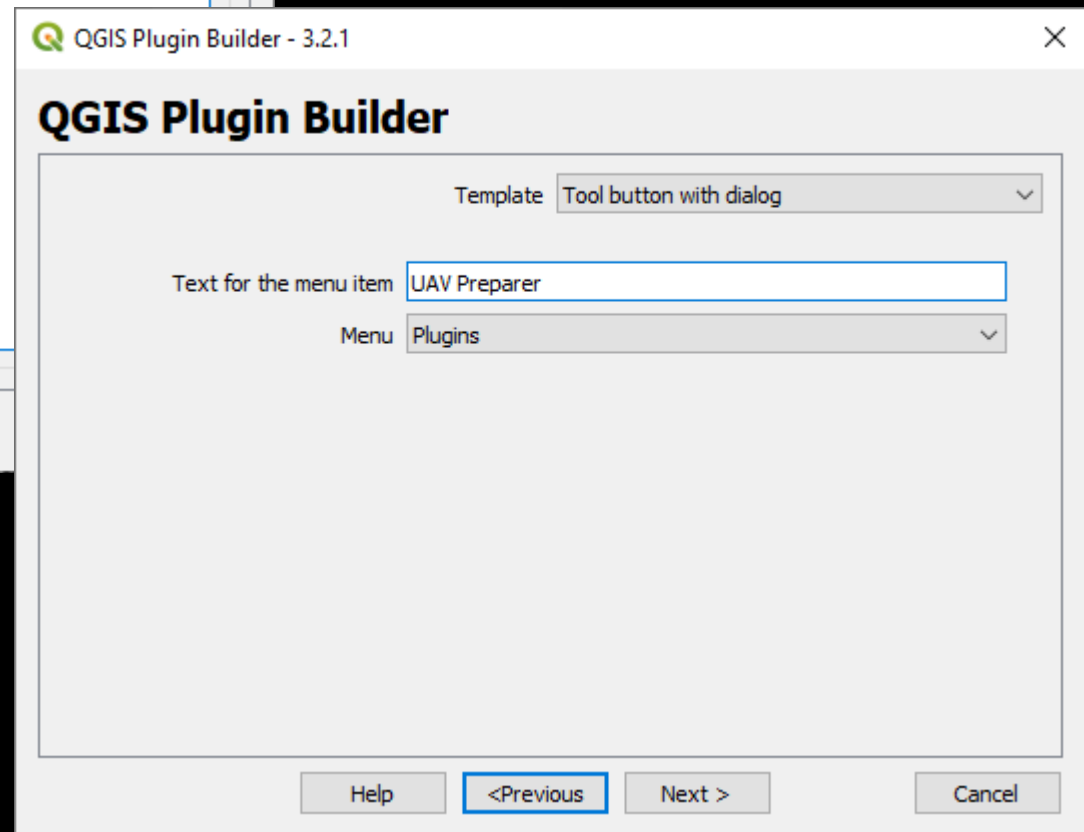 QGIS Plugin Builder - 3.2.1
QGIS Plugin Builder
Template Tool button with dialog
Text for the menu item UAV Preparer
Menu Plugins
Help <Previous Next > Cancel